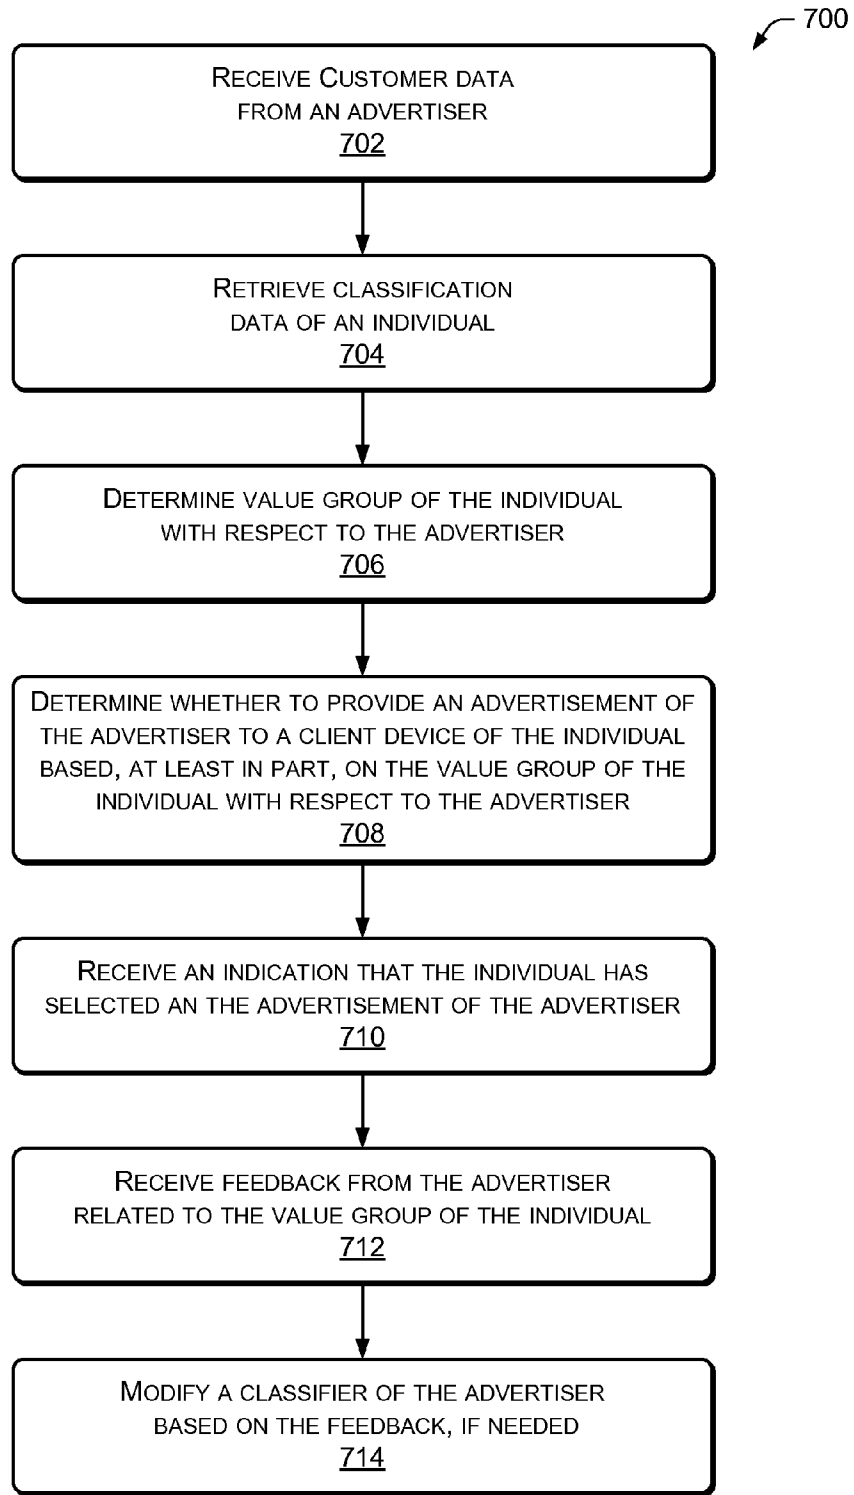 700
RECEIVE CUSTOMER DATA
FROM AN ADVERTISER
702
RETRIEVE CLASSIFICATION
DATA OF AN INDIVIDUAL
704
DETERMINE VALUE GROUP OF THE INDIVIDUAL
WITH RESPECT TO THE ADVERTISER
706
DETERMINE WHETHER TO PROVIDE AN ADVERTISEMENT OF
THE ADVERTISER TO A CLIENT DEVICE OF THE INDIVIDUAL
BASED, AT LEAST IN PART, ON THE VALUE GROUP OF THE
INDIVIDUAL WITH RESPECT TO THE ADVERTISER
708
RECEIVE AN INDICATION THAT THE INDIVIDUAL HAS
SELECTED AN THE ADVERTISEMENT OF THE ADVERTISER
710
RECEIVE FEEDBACK FROM THE ADVERTISER
RELATED TO THE VALUE GROUP OF THE INDIVIDUAL
712
MODIFY A CLASSIFIER OF THE ADVERTISER
BASED ON THE FEEDBACK, IF NEEDED
714